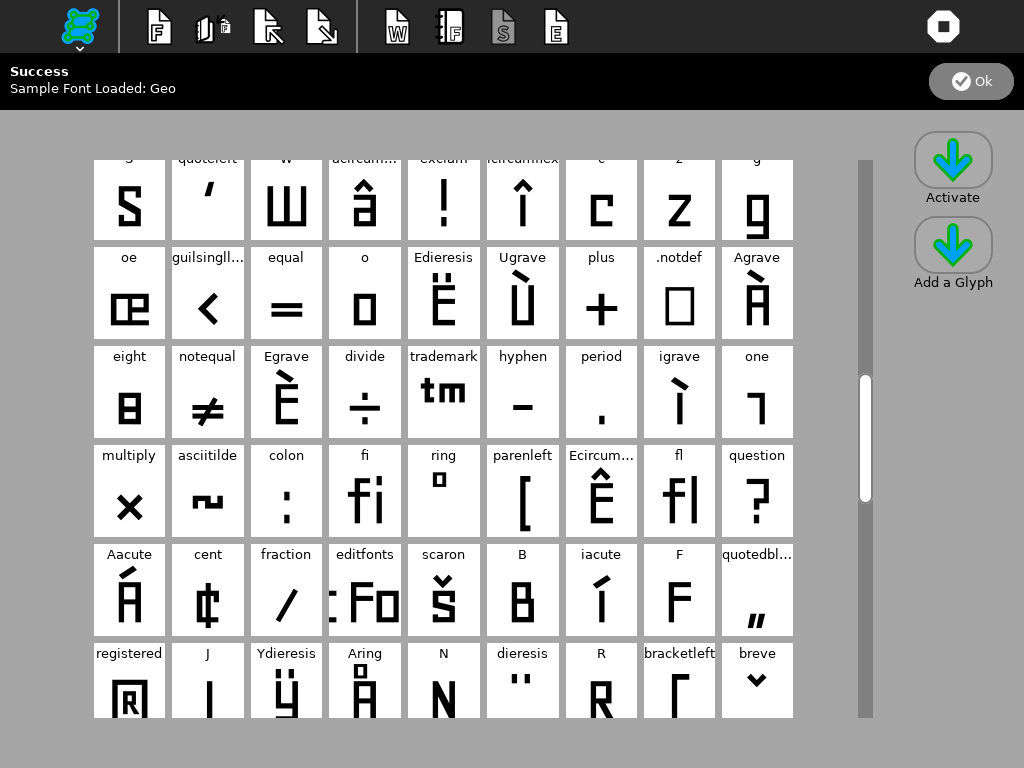 Success
Sample Font Loaded: Geo
Ok
Activate
Add a Glyph
S quoteleft W acircum... exclam icircumflex c z g
S ‘ W â ! î c z g
oe guilsingll... equal o Edieresis Ugrave plus .notdef Agrave
œ ‹ = o Ë Ù + À
eight notequal Egrave divide trademark hyphen period igrave one
8 ≠ È ÷ ™ - . ì 1
multiply asciitilde colon fi ring parenleft Ecircum... fl question
× ~ : fi ° ( Ê fl ?
Aacute cent fraction editfonts scaron B iacute F quotedbl...
Á ¢ ⁄ Fo š B í F „
registered J Ydieresis Aring N dieresis R bracketleft breve
® J Ÿ Å N ¨ R [ ˘